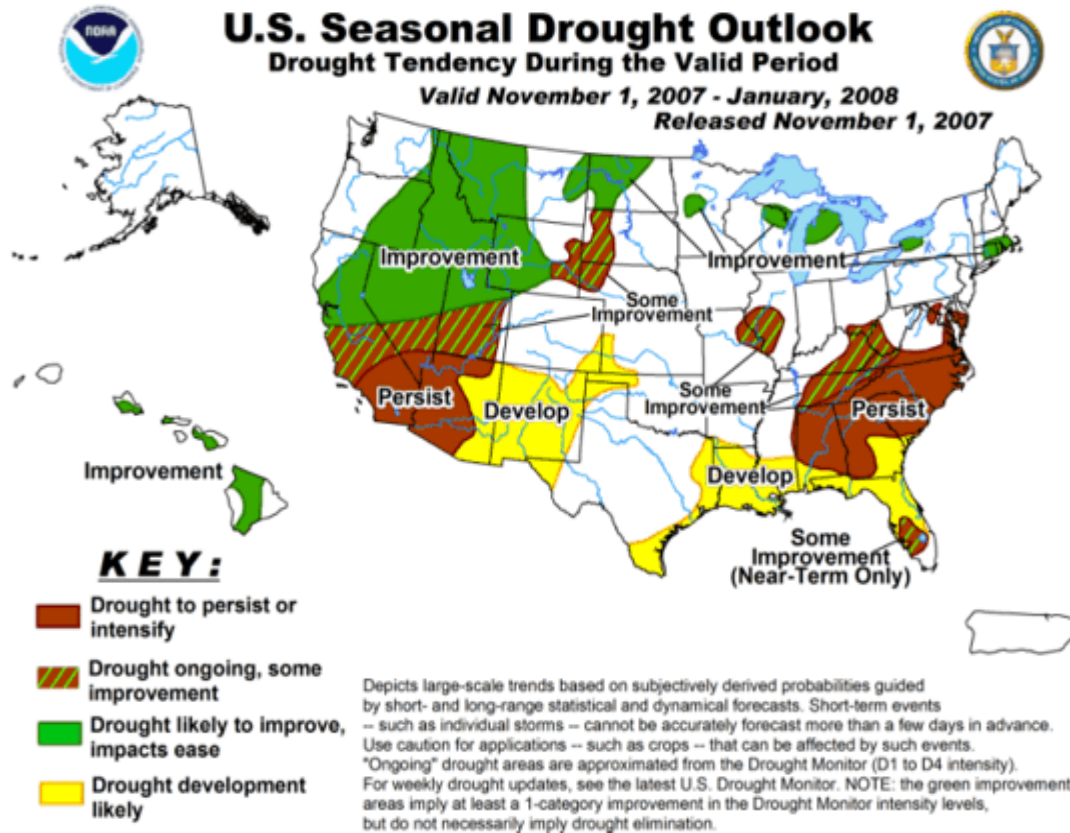 NOAA
U.S. Seasonal Drought Outlook
Drought Tendency During the Valid Period
Valid November 1, 2007 - January, 2008
Released November 1, 2007
Improvement
Improvement
Some
Improvement
Persist
Develop
Some
Improvement
Persist
Develop
Improvement
Some
Improvement
(Near-Term Only)
KEY:
Drought to persist or
intensify
Drought ongoing, some
improvement
Drought likely to improve,
impacts ease
Drought development
likely
Depicts large-scale trends based on subjectively derived probabilities guided
by short- and long-range statistical and dynamical forecasts. Short-term events
-- such as individual storms -- cannot be accurately forecast more than a few days in advance.
Use caution for applications -- such as crops -- that can be affected by such events.
"Ongoing" drought areas are approximated from the Drought Monitor (D1 to D4 intensity).
For weekly drought updates, see the latest U.S. Drought Monitor. NOTE: the green improvement
areas imply at least a 1-category improvement in the Drought Monitor intensity levels,
but do not necessarily imply drought elimination.